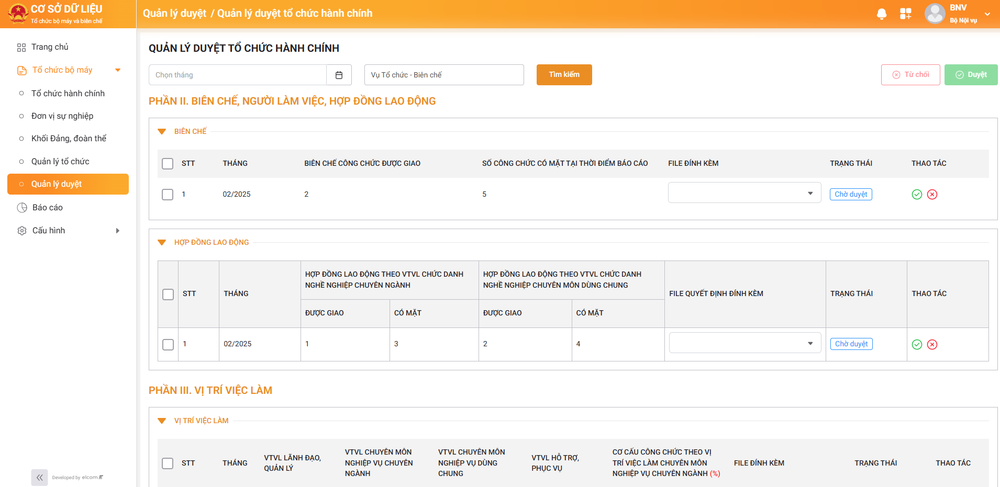 CƠ SỞ DỮ LIỆU
Tổ chức bộ máy và biên chế
Quản lý duyệt / Quản lý duyệt tổ chức hành chính
BNV
Bộ Nội vụ
Trang chủ
Tổ chức bộ máy
Tổ chức hành chính
Đơn vị sự nghiệp
Khối Đảng, đoàn thể
Quản lý tổ chức
Quản lý duyệt
Báo cáo
Cấu hình
Developed by elcom
QUẢN LÝ DUYỆT TỔ CHỨC HÀNH CHÍNH
Chọn tháng
Vụ Tổ chức - Biên chế
Tìm kiếm
Từ chối
Duyệt
PHẦN II. BIÊN CHẾ, NGƯỜI LÀM VIỆC, HỢP ĐỒNG LAO ĐỘNG
BIÊN CHẾ
STT THÁNG BIÊN CHẾ CÔNG CHỨC ĐƯỢC GIAO SỐ CÔNG CHỨC CÓ MẶT TẠI THỜI ĐIỂM BÁO CÁO FILE ĐÍNH KÈM TRẠNG THÁI THAO TÁC
1 02/2025 2 5 Chờ duyệt
HỢP ĐỒNG LAO ĐỘNG
STT
THÁNG
HỢP ĐỒNG LAO ĐỘNG THEO VTVL CHỨC DANH
NGHỀ NGHIỆP CHUYÊN NGÀNH
HỢP ĐỒNG LAO ĐỘNG THEO VTVL CHỨC DANH
NGHỀ NGHIỆP CHUYÊN MÔN DÙNG CHUNG
FILE QUYẾT ĐỊNH ĐÍNH KÈM
TRẠNG THÁI
THAO TÁC
ĐƯỢC GIAO CÓ MẶT ĐƯỢC GIAO CÓ MẶT
1 02/2025 1 3 2 4 Chờ duyệt
PHẦN III. VỊ TRÍ VIỆC LÀM
VỊ TRÍ VIỆC LÀM
STT
THÁNG
VTVL LÃNH ĐẠO,
QUẢN LÝ
VTVL CHUYÊN MÔN
NGHIỆP VỤ CHUYÊN
NGÀNH
VTVL CHUYÊN MÔN
NGHIỆP VỤ DÙNG
CHUNG
VTVL HỖ TRỢ,
PHỤC VỤ
CƠ CẤU CÔNG CHỨC THEO VỊ
TRÍ VIỆC LÀM CHUYÊN MÔN
NGHIỆP VỤ CHUYÊN NGÀNH (%)
FILE ĐÍNH KÈM
TRẠNG THÁI
THAO TÁC